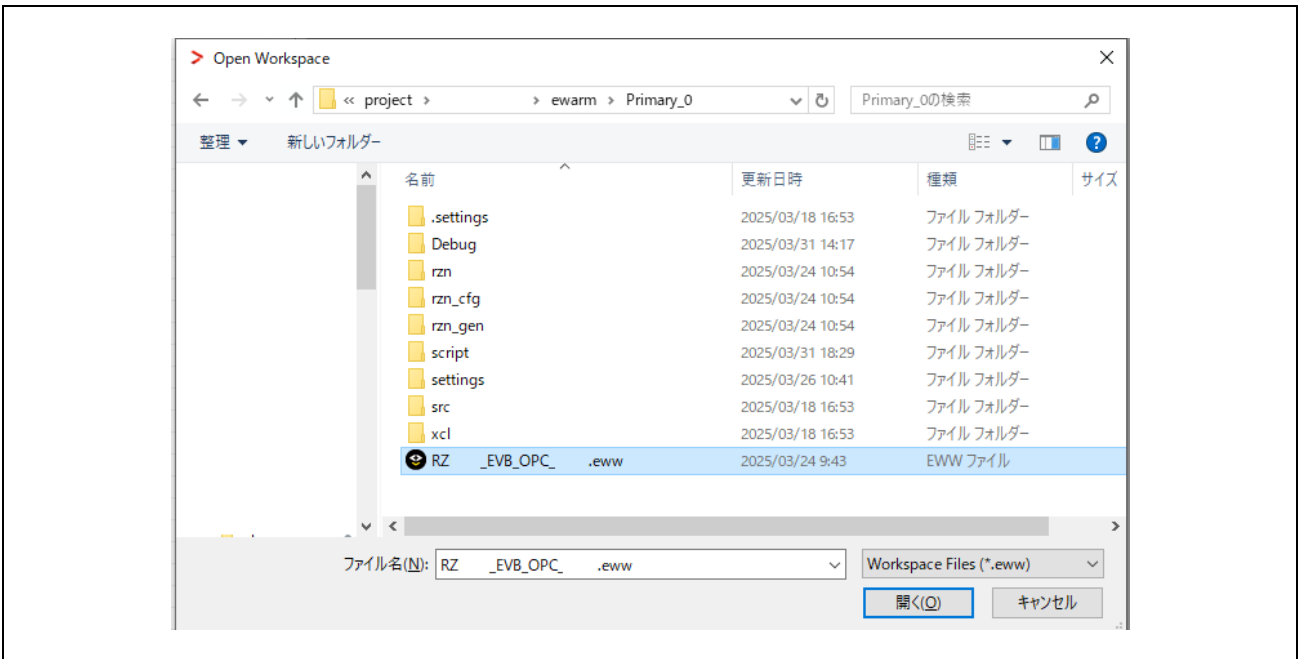 Open Workspace
« project › › ewarm › Primary_0 Primary_0の検索
整理 新しいフォルダー
名前 更新日時 種類 サイズ
.settings 2025/03/18 16:53 ファイル フォルダー
Debug 2025/03/31 14:17 ファイル フォルダー
rzn 2025/03/24 10:54 ファイル フォルダー
rzn_cfg 2025/03/24 10:54 ファイル フォルダー
rzn_gen 2025/03/24 10:54 ファイル フォルダー
script 2025/03/31 18:29 ファイル フォルダー
settings 2025/03/26 10:41 ファイル フォルダー
src 2025/03/18 16:53 ファイル フォルダー
xcl 2025/03/18 16:53 ファイル フォルダー
RZ _EVB_OPC_ .eww 2025/03/24 9:43 EWW ファイル
ファイル名(N): RZ _EVB_OPC_ .eww Workspace Files (*.eww)
開く(O) キャンセル